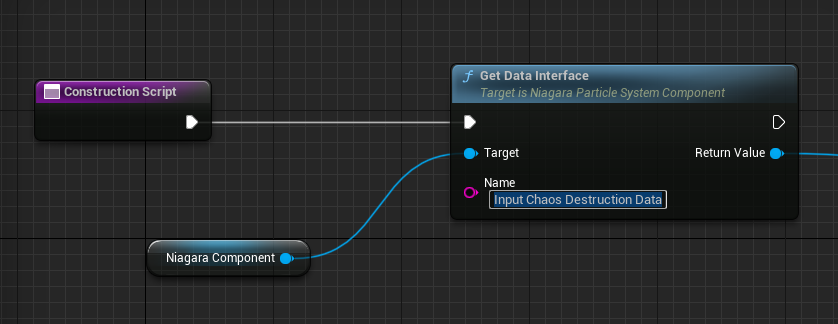 Construction Script
Get Data Interface
Target is Niagara Particle System Component
Target
Return Value
Name
Input Chaos Destruction Data
Niagara Component